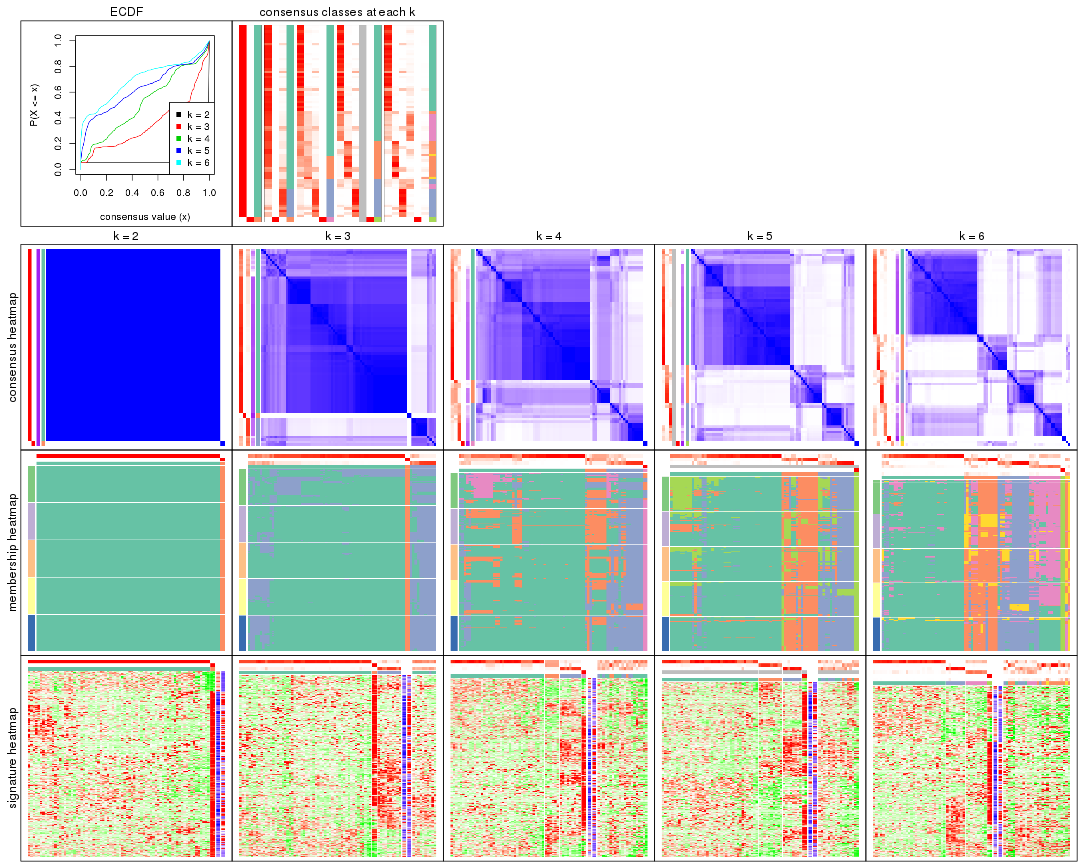 ECDF
consensus classes at each k
P(X <= x)
1.0
0.8
0.6
0.4
0.2
0.0
k = 2
k = 3
k = 4
k = 5
k = 6
0.0 0.2 0.4 0.6 0.8 1.0
consensus value (x)
k = 2
k = 3
k = 4
k = 5
k = 6
consensus heatmap
membership heatmap
signature heatmap